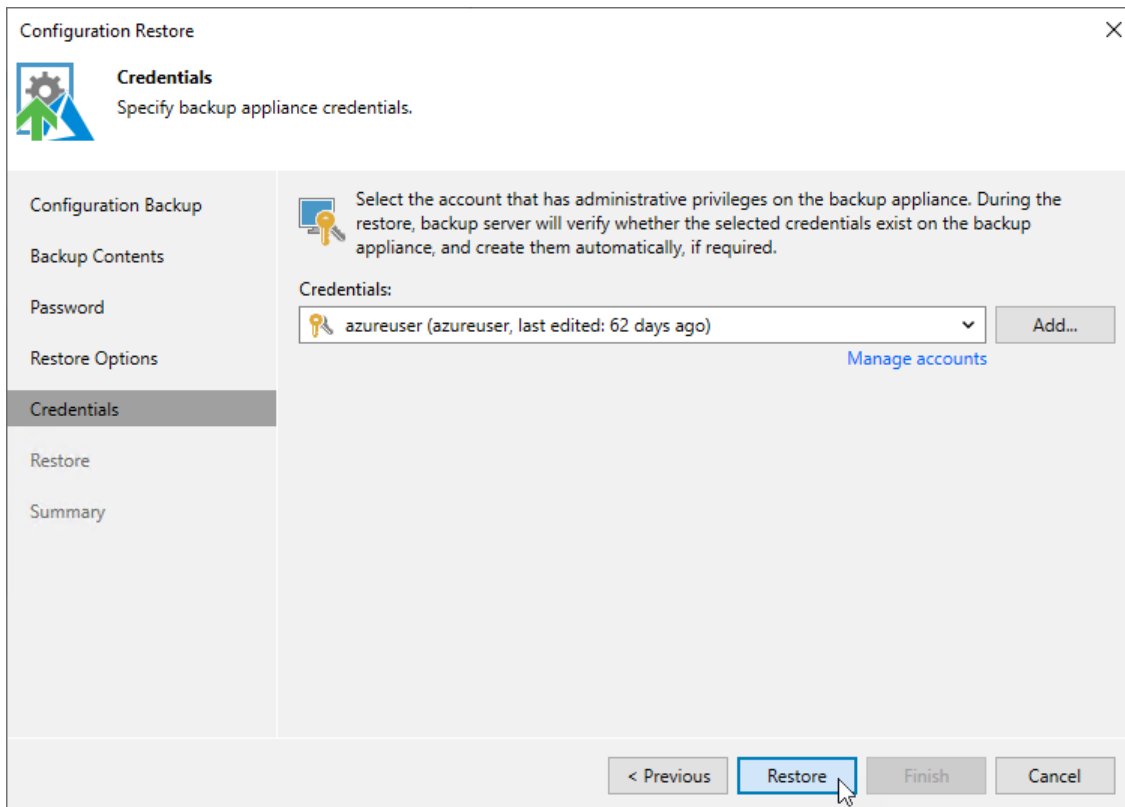 Configuration Restore
Credentials
Specify backup appliance credentials.
Configuration Backup
Backup Contents
Password
Restore Options
Credentials
Restore
Summary
Select the account that has administrative privileges on the backup appliance. During the
restore, backup server will verify whether the selected credentials exist on the backup
appliance, and create them automatically, if required.
Credentials:
azureuser (azureuser, last edited: 62 days ago)
Add...
Manage accounts
< Previous
Restore
Finish
Cancel